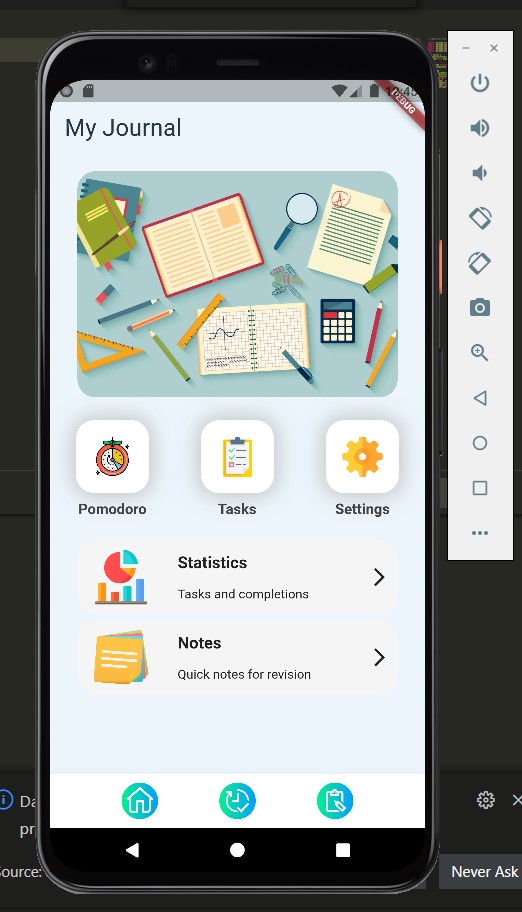 12:45
DEBUG
My Journal
A
Pomodoro
Tasks
Settings
Statistics
Tasks and completions
Notes
Quick notes for revision
Da
pr
Source:
Never Ask